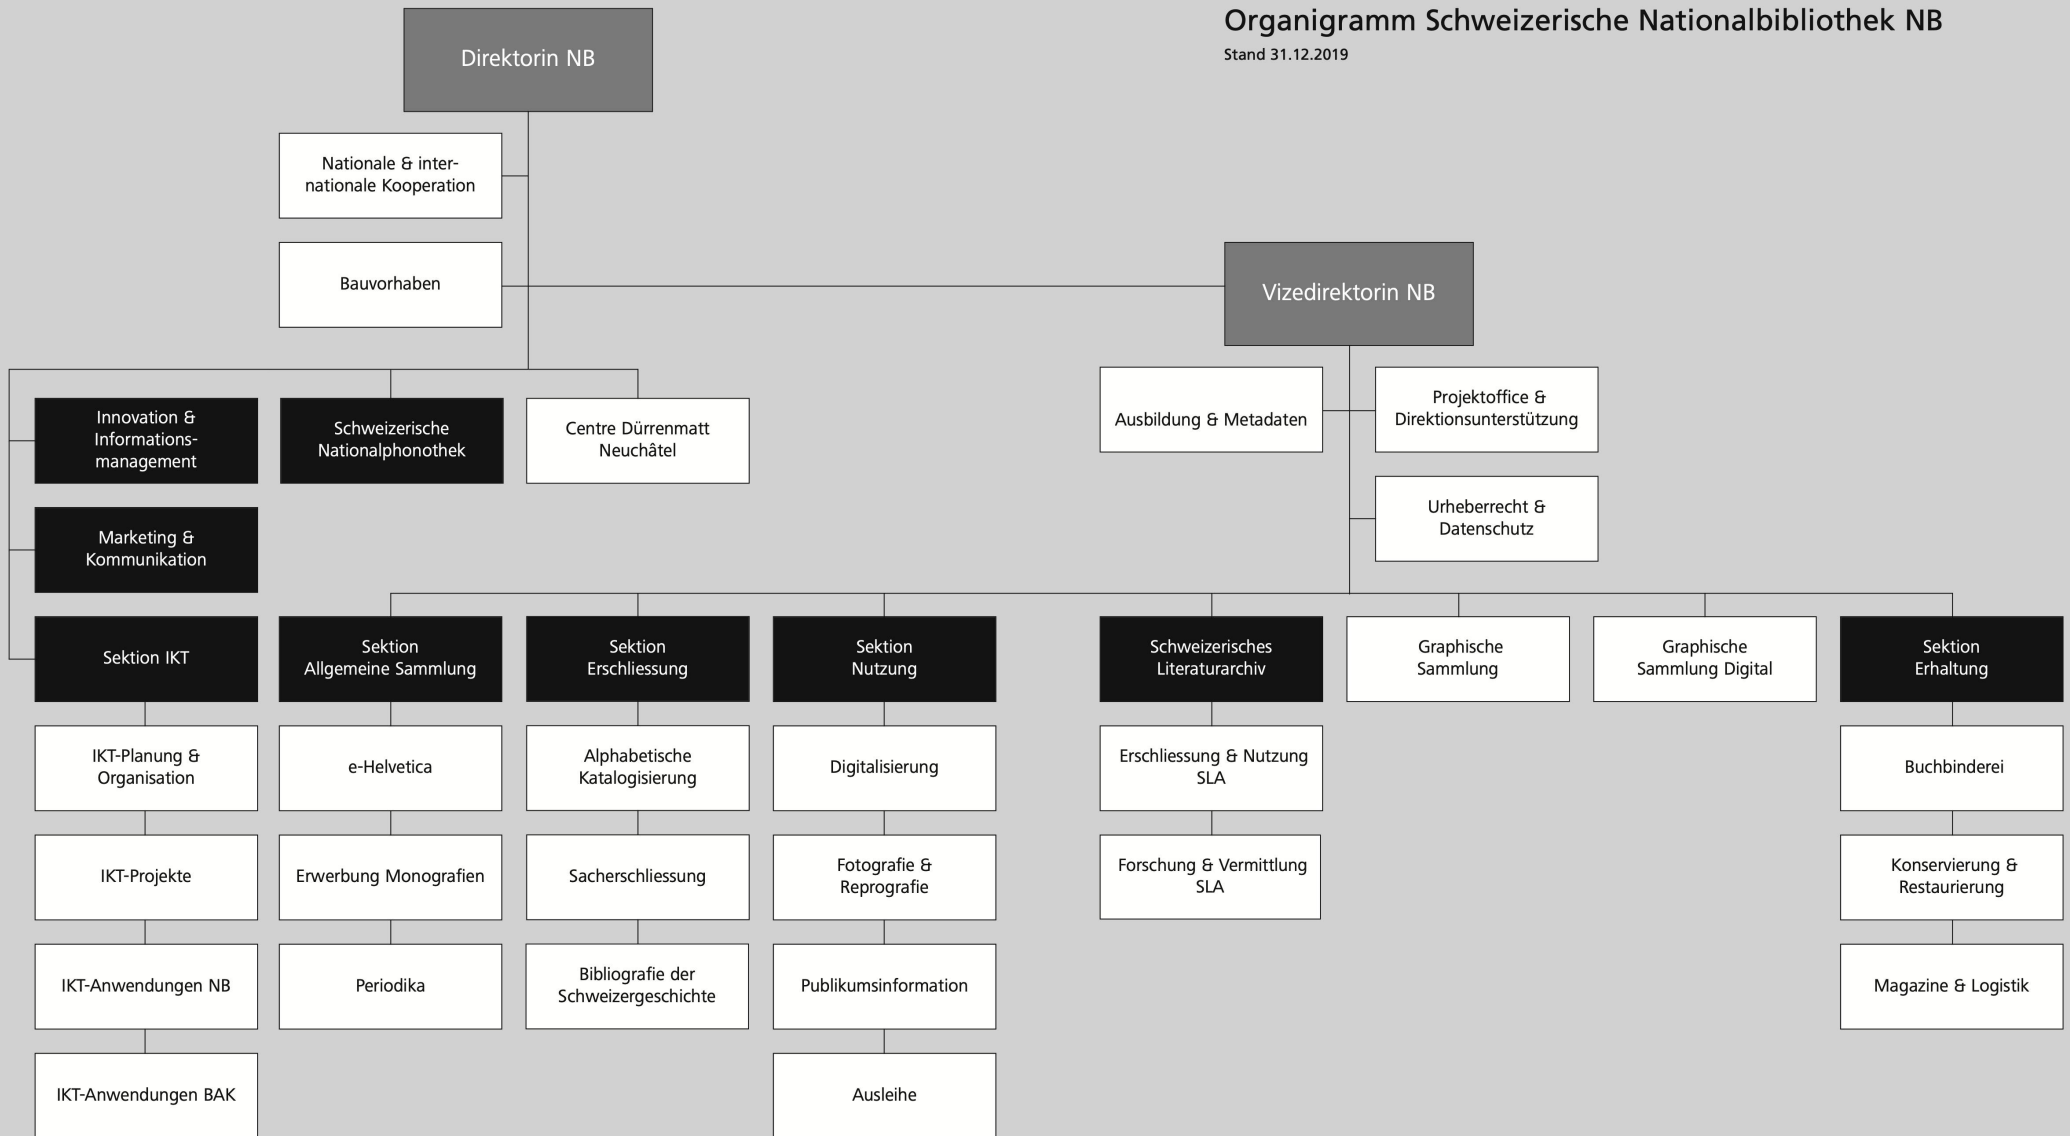 Organigramm Schweizerische Nationalbibliothek NB
Stand 31.12.2019
Direktorin NB
Nationale & inter-
nationale Kooperation
Bauvorhaben
Vizedirektorin NB
Innovation &
Informations-
management
Schweizerische
Nationalphonothek
Centre Dürrenmatt
Neuchâtel
Ausbildung & Metadaten
Projektoffice &
Direktionsunterstützung
Urheberrecht &
Datenschutz
Marketing &
Kommunikation
Sektion IKT
IKT-Planung &
Organisation
IKT-Projekte
IKT-Anwendungen NB
IKT-Anwendungen BAK
Sektion
Allgemeine Sammlung
e-Helvetica
Erwerbung Monografien
Periodika
Sektion
Erschliessung
Alphabetische
Katalogisierung
Sacherschliessung
Bibliografie der
Schweizergeschichte
Sektion
Nutzung
Digitalisierung
Fotografie &
Reprografie
Publikumsinformation
Ausleihe
Schweizerisches
Literaturarchiv
Erschliessung & Nutzung
SLA
Forschung & Vermittlung
SLA
Graphische
Sammlung
Graphische
Sammlung Digital
Sektion
Erhaltung
Buchbinderei
Konservierung &
Restaurierung
Magazine & Logistik